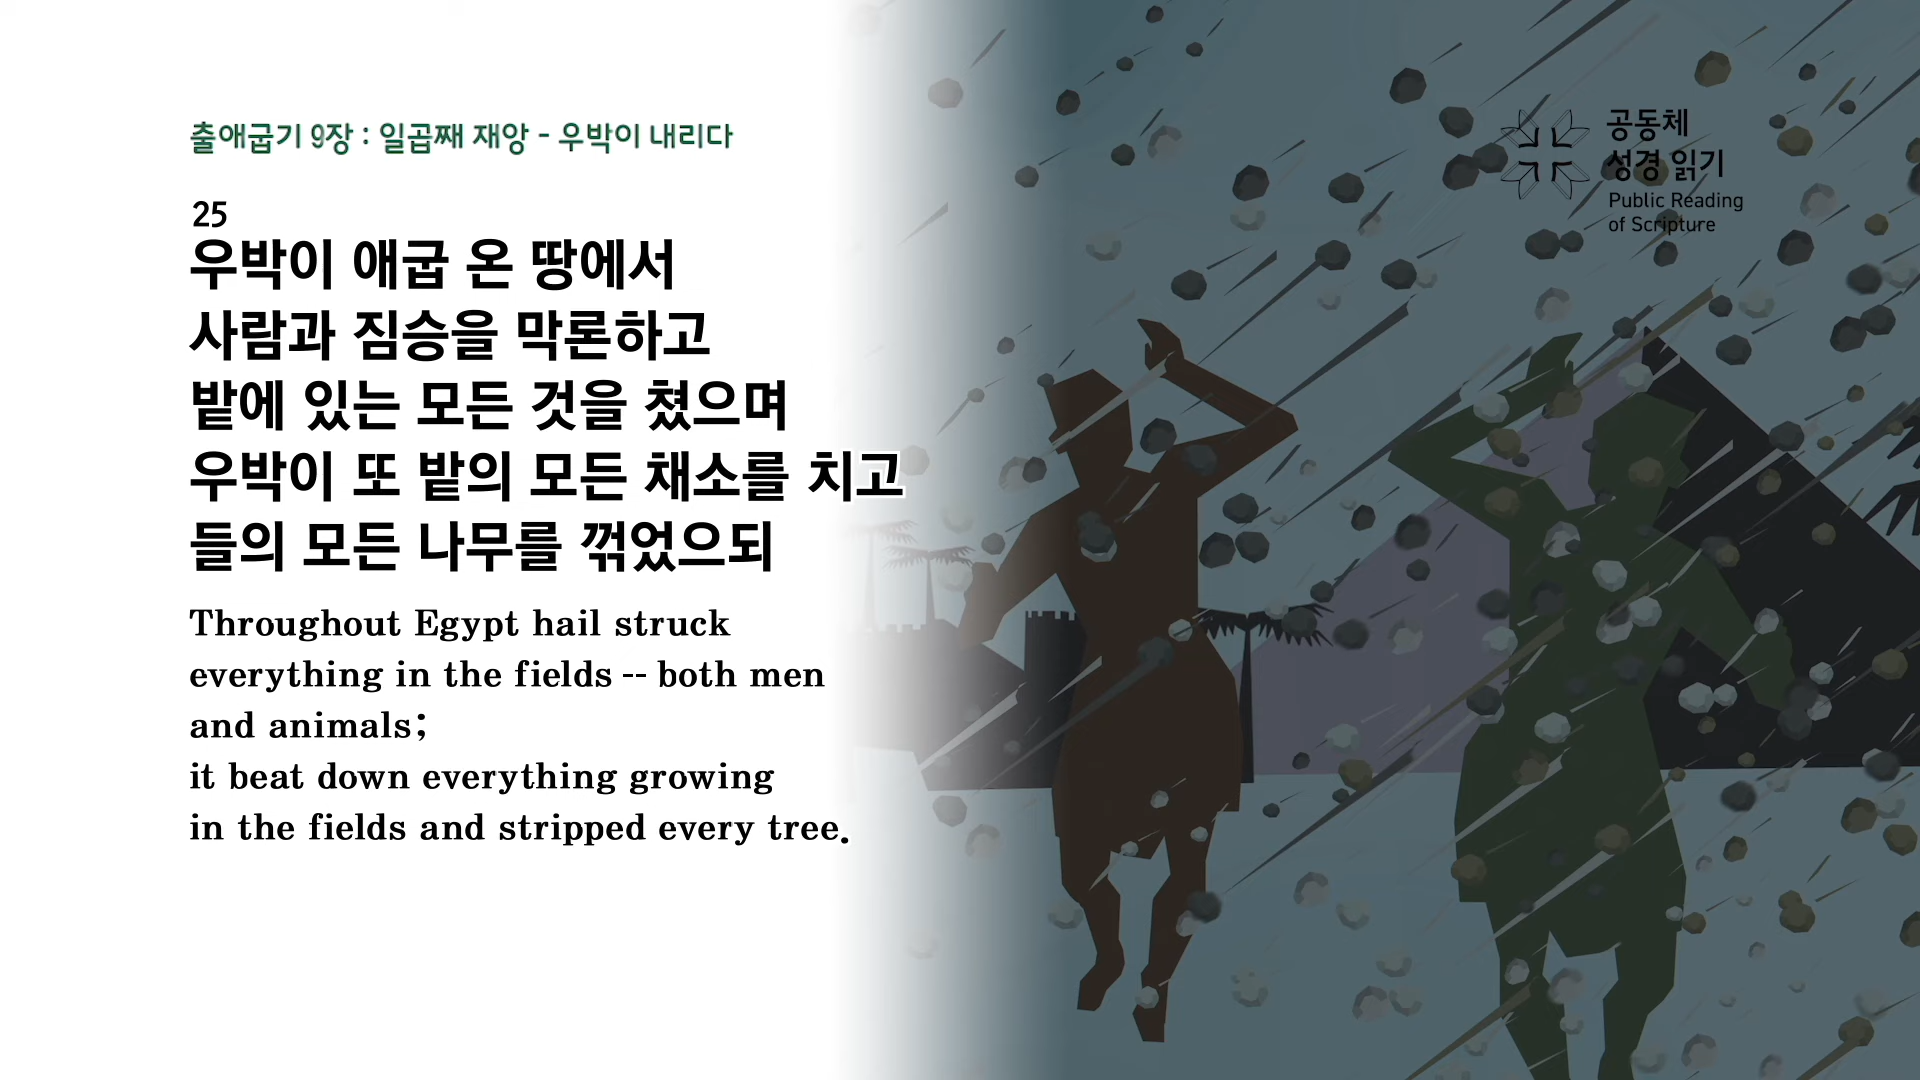 출애굽기 9장 : 일곱째 재앙 - 우박이 내리다
25
우박이 애굽 온 땅에서
사람과 짐승을 막론하고
밭에 있는 모든 것을 쳤으며
우박이 또 밭의 모든 채소를 치고
들의 모든 나무를 꺾었으되
Throughout Egypt hail struck
everything in the fields -- both men
and animals;
it beat down everything growing
in the fields and stripped every tree.
공동체
성경 읽기
Public Reading
of Scripture